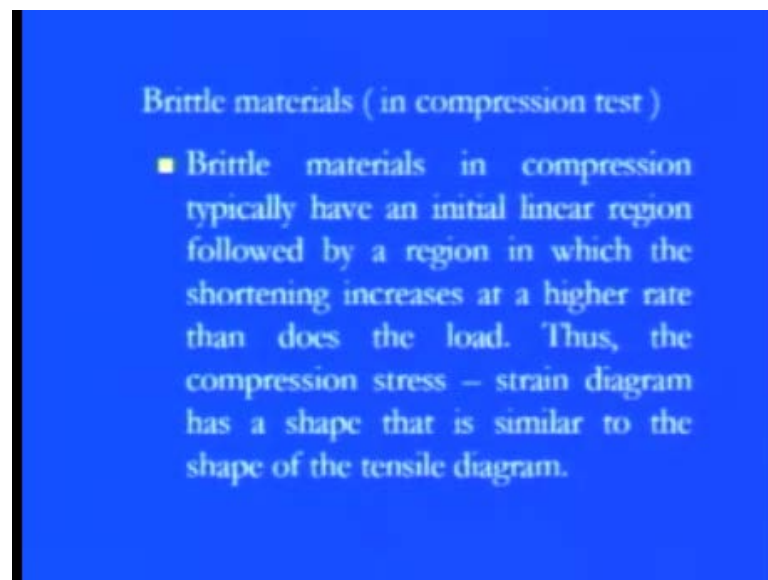 Brittle materials ( in compression test )
Brittle materials in compression
typically have an initial linear region
followed by a region in which the
shortening increases at a higher rate
than does the load. Thus, the
compression stress – strain diagram
has a shape that is similar to the
shape of the tensile diagram.